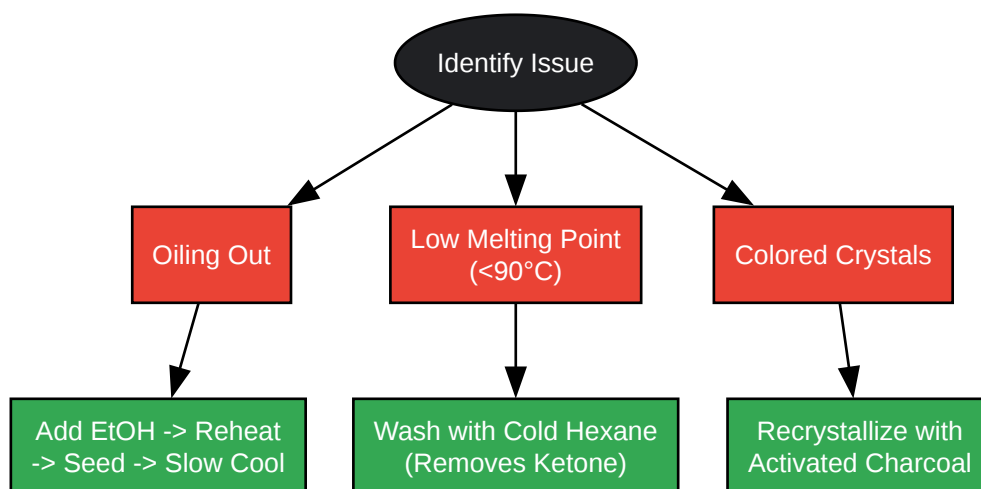 Identify Issue
Oiling Out
Low Melting Point
(<90°C)
Colored Crystals
Add EtOH -> Reheat
-> Seed -> Slow Cool
Wash with Cold Hexane
(Removes Ketone)
Recrystallize with
Activated Charcoal